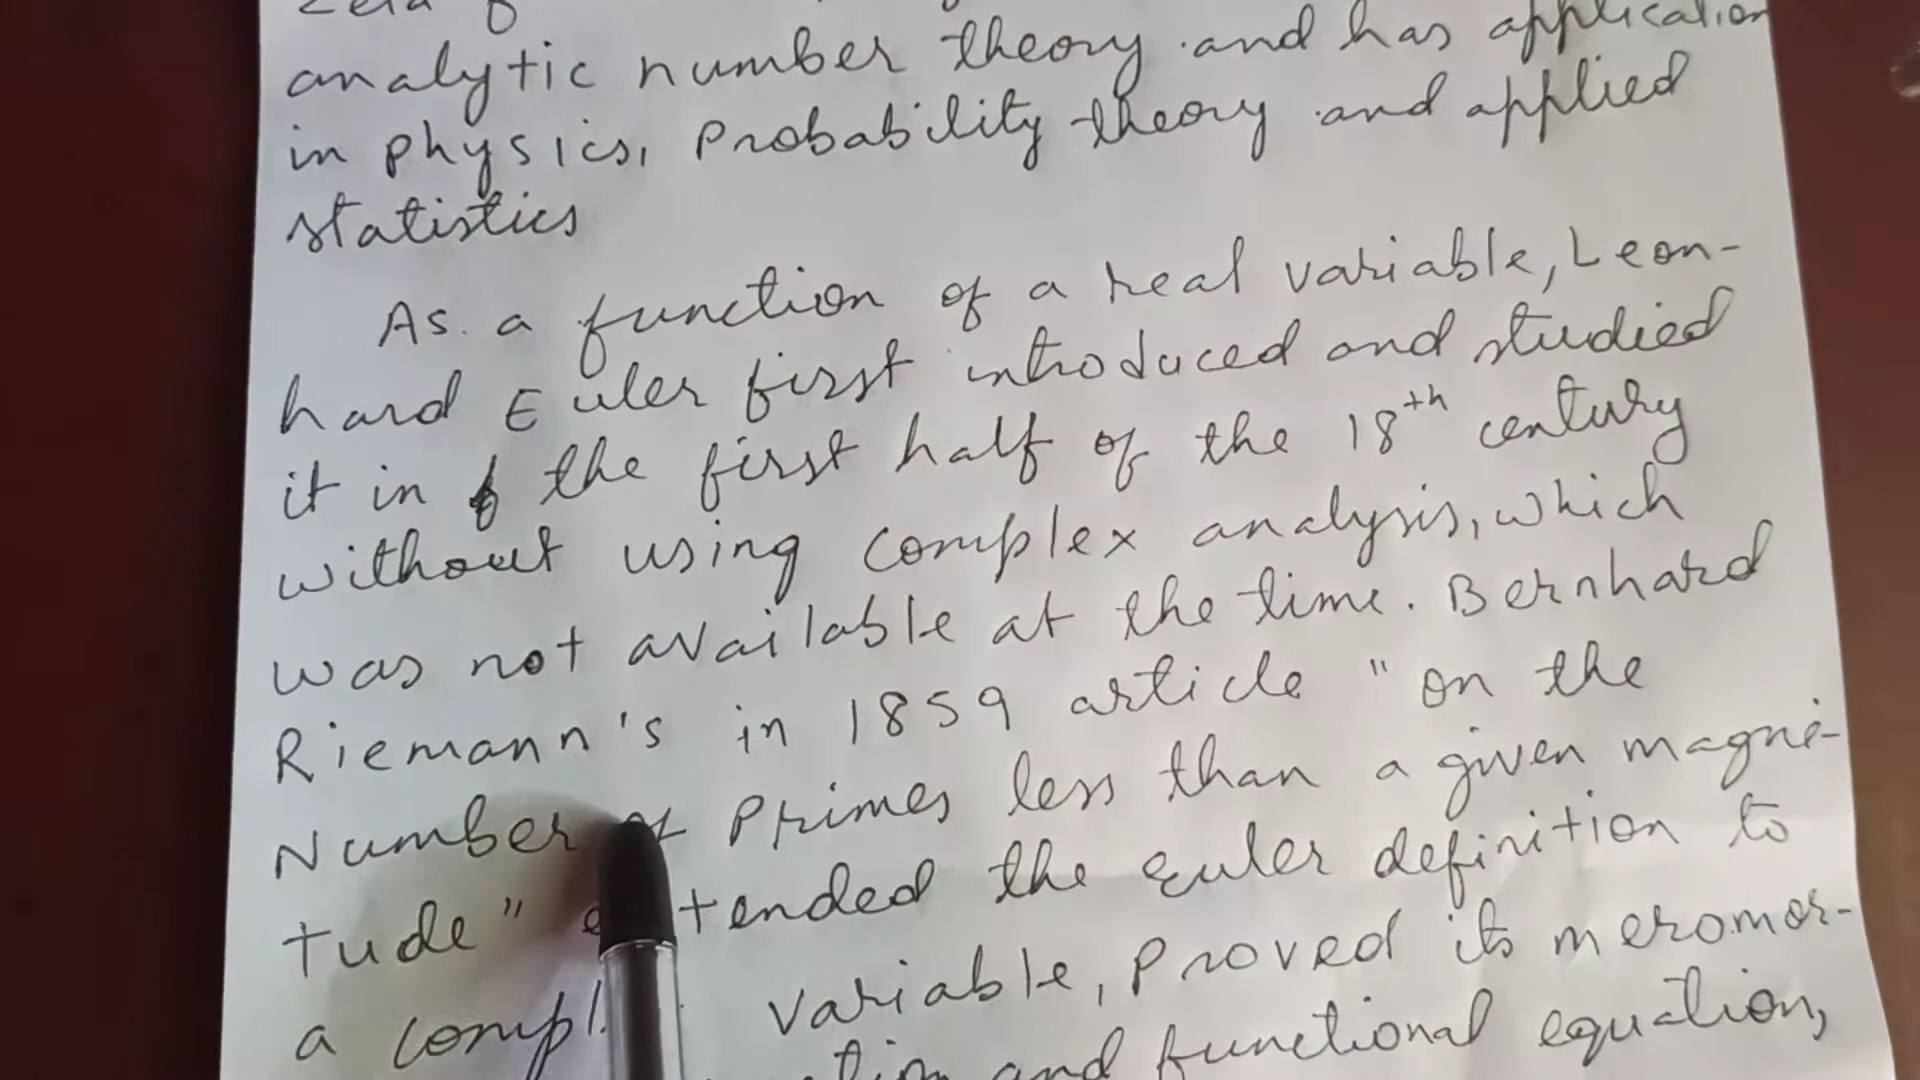 analytic number theory and has application
in physics, Probability theory and applied
statistics
As a function of a real variable, Leon-
hard Euler first introduced and studied
it in the first half of the 18th century
without using complex analysis, which
was not available at the time. Bernhard
Riemann's in 1859 article "on the
Number of Primes less than a given magni-
tude" the Euler definition to
a variable, proved its meromor-
and functional equation,